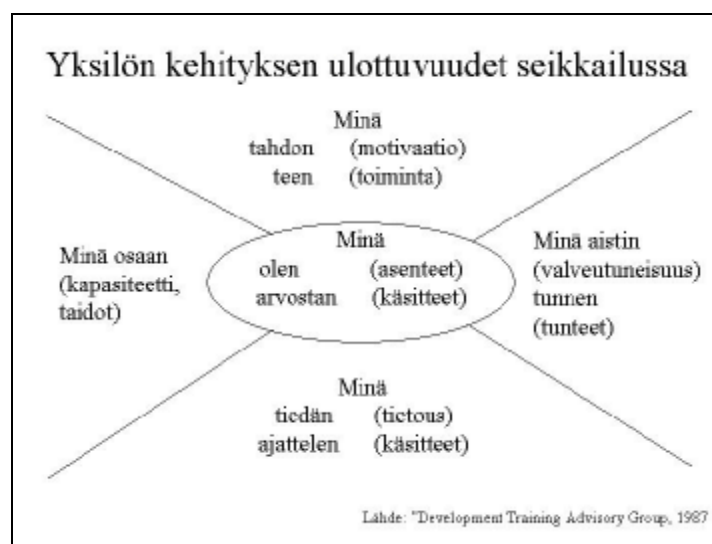 Yksilön kehityksen ulottuvuudet seikkailussa
Minä
tahdon (motivaatio)
teen (toiminta)
Minä osaan
(kapasiteetti,
taidot)
Minä
olen (asenteet)
arvostan (käsitteet)
Minä aistin
(valveutuneisuus)
tunnen
(tunteet)
Minä
tiedän (tietous)
ajattelen (käsitteet)
Lähde: "Development Training Advisory Group, 1987